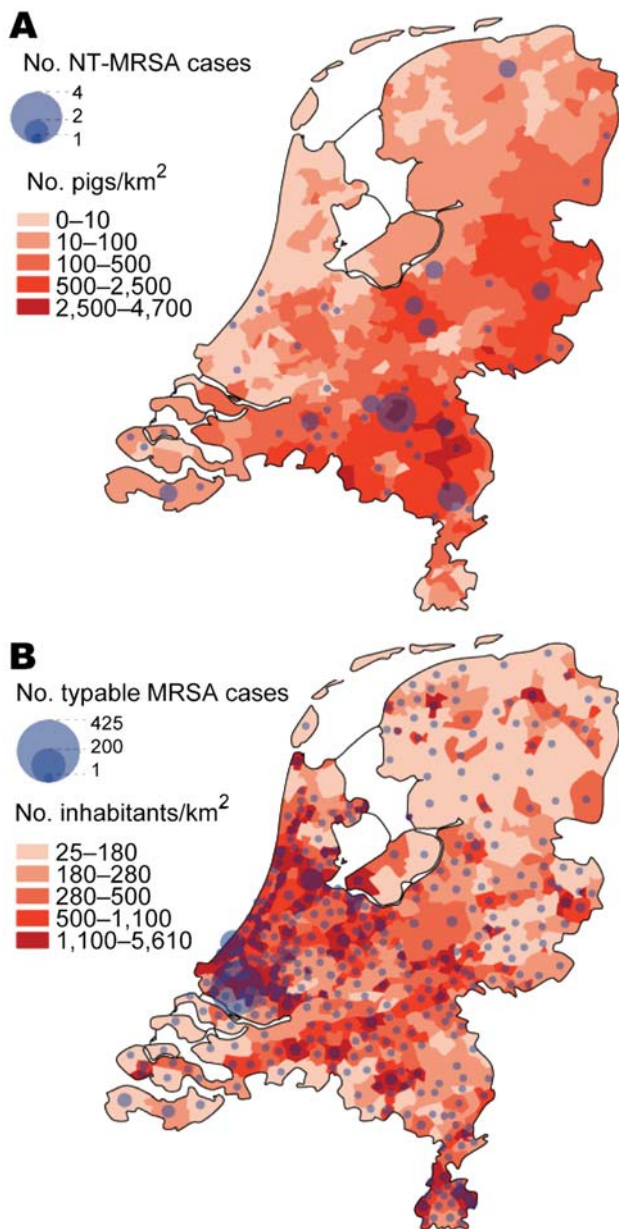 A
No. NT-MRSA cases
4
2
1
No. pigs/km²
0–10
10–100
100–500
500–2,500
2,500–4,700
B
No. typable MRSA cases
425
200
1
No. inhabitants/km²
25–180
180–280
280–500
500–1,100
1,100–5,610